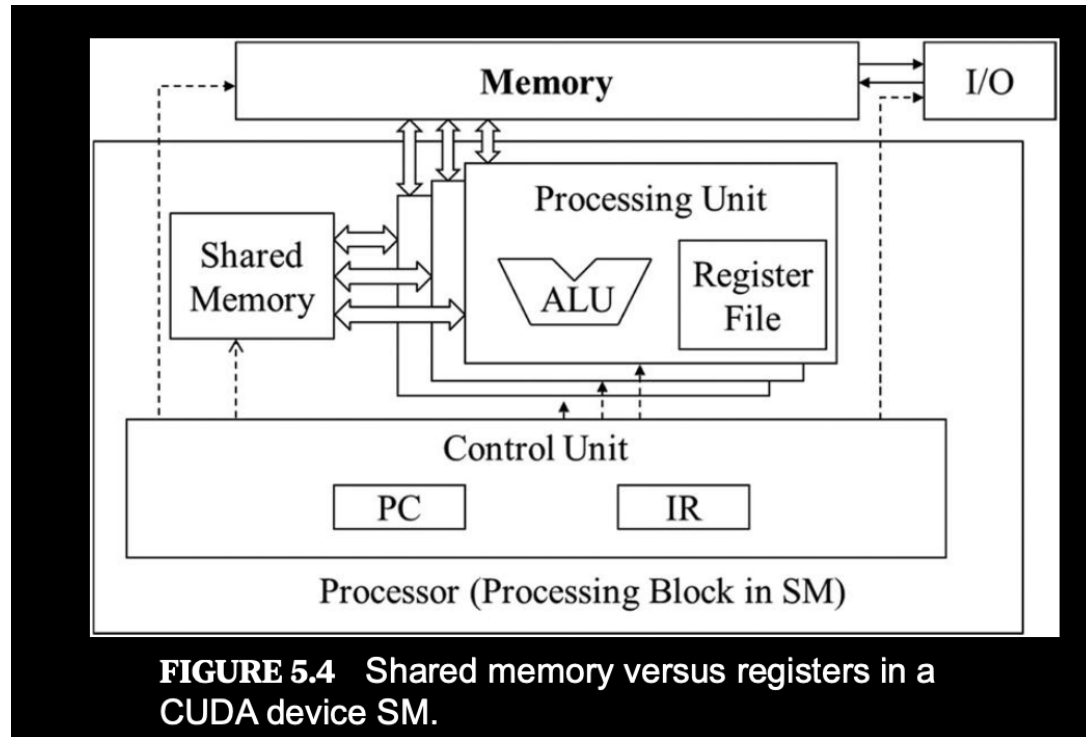 Memory
I/O
Processing Unit
Shared
Memory
ALU
Register
File
Control Unit
PC
IR
Processor (Processing Block in SM)
FIGURE 5.4 Shared memory versus registers in a
CUDA device SM.